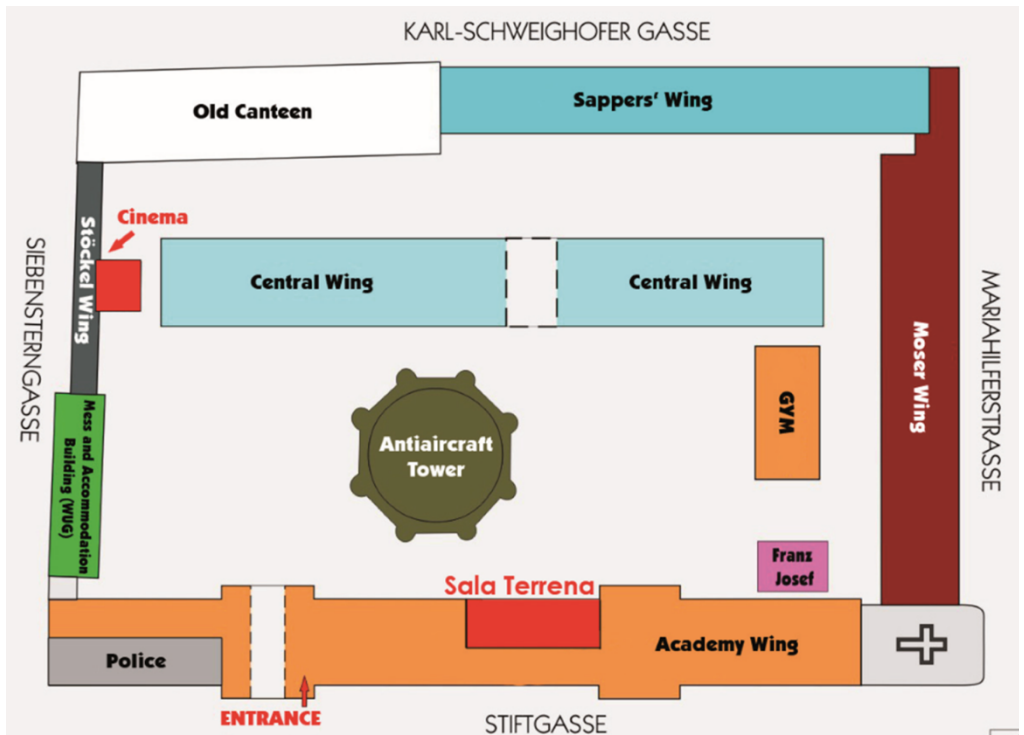 KARL-SCHWEIGHOFER GASSE
Old Canteen
Sappers' Wing
Cinema
Stöckel Wing
SIEBENSTERNGASSE
Central Wing
Central Wing
Moser Wing
MARIAHILFERSTRASSE
GYM
Antiaircraft
Tower
Mess and Accommodation
Building (WUG)
Franz
Josef
Sala Terrena
Academy Wing
Police
ENTRANCE
STIFTGASSE